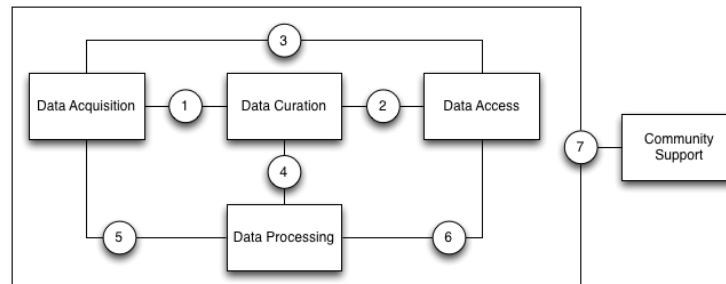 3
Data Acquisition
1
Data Curation
2
Data Access
7
Community
Support
4
5
Data Processing
6